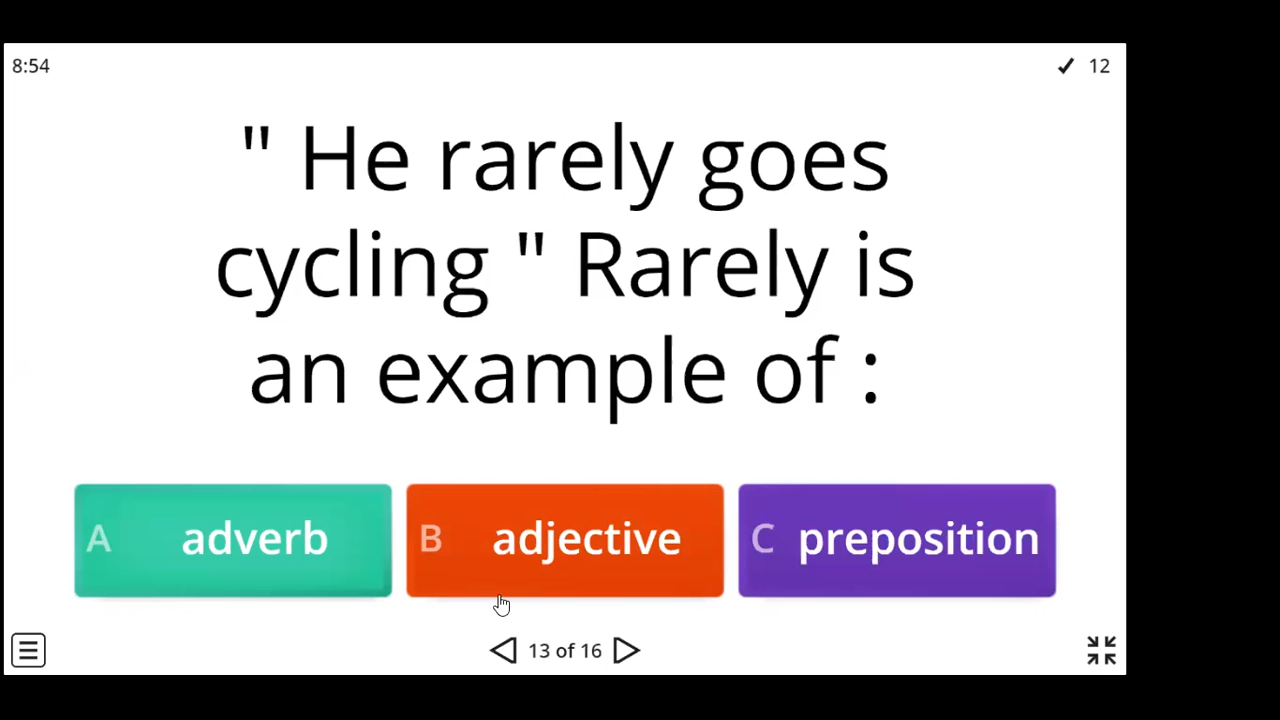 8:54
✓ 12
" He rarely goes
cycling " Rarely is
an example of :
A adverb
B adjective
C preposition
13 of 16